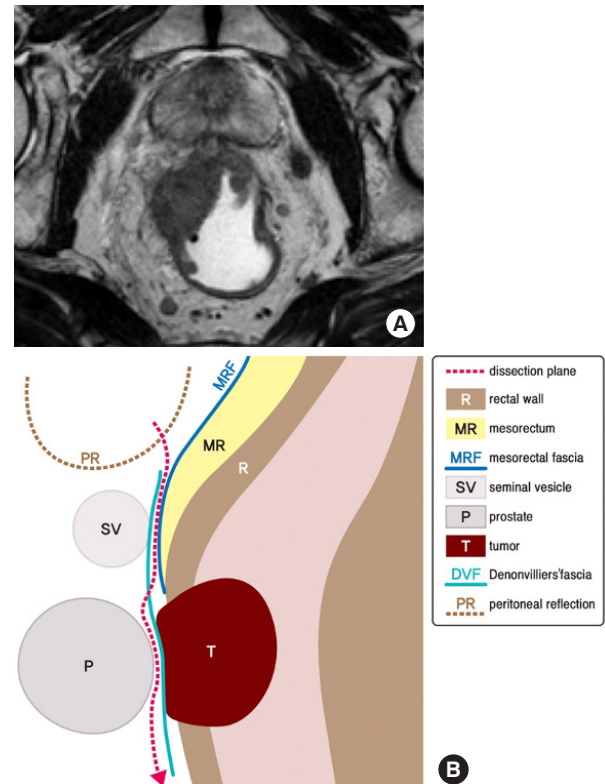 A
MRF
MR
R
PR
SV
P
T
B
dissection plane
R rectal wall
MR mesorectum
MRF mesorectal fascia
SV seminal vesicle
P prostate
T tumor
DVF Denonvilliers'fascia
PR peritoneal reflection